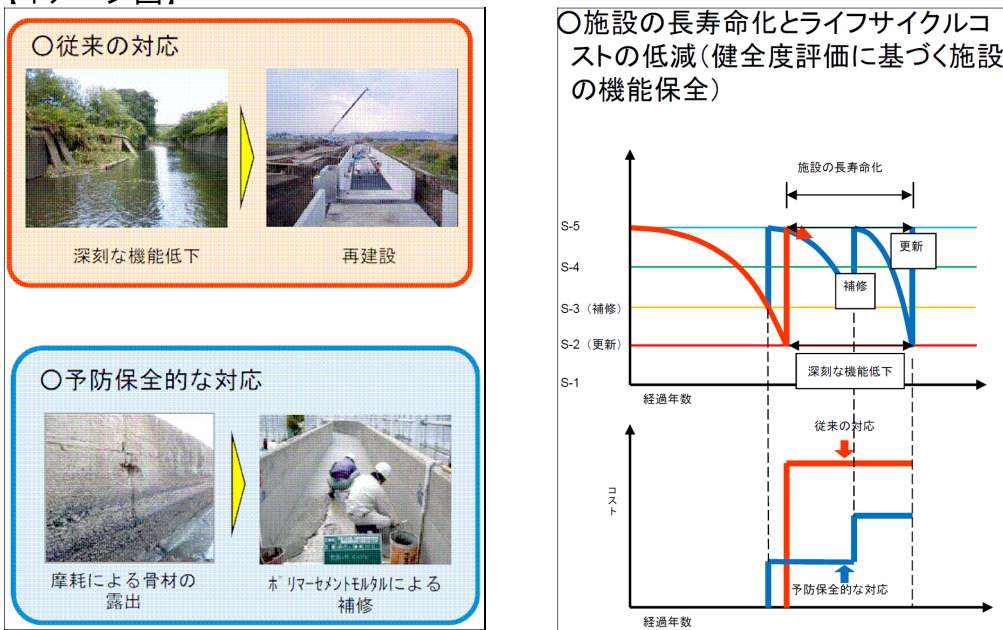 〇従来の対応
深刻な機能低下
再建設
〇予防保全的な対応
摩耗による骨材の
露出
ポリマーセメントモルタルによる
補修
〇施設の長寿命化とライフサイクルコ
ストの低減(健全度評価に基づく施設
の機能保全)
施設の長寿命化
S-5
更新
S-4
補修
S-3(補修)
S-2(更新)
深刻な機能低下
S-1
経過年数
従来の対応
コスト
予防保全的な対応
経過年数